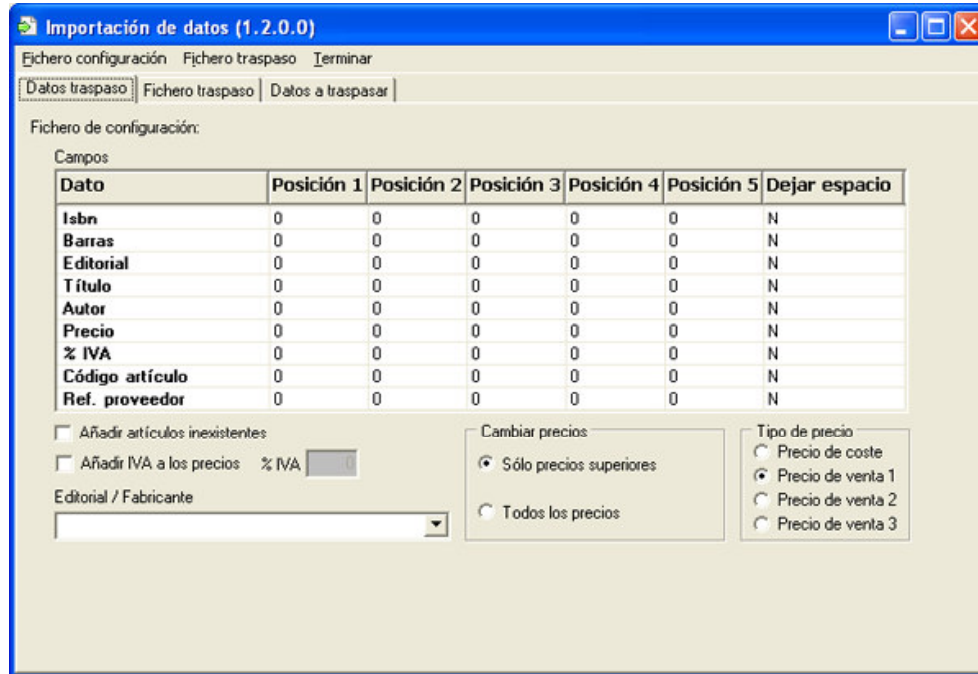 Importación de datos (1.2.0.0)
Fichero configuración Fichero traspaso Terminar
Datos traspaso Fichero traspaso Datos a traspasar
Fichero de configuración:
Campos
Dato Posición 1 Posición 2 Posición 3 Posición 4 Posición 5 Dejar espacio
Isbn 0 0 0 0 0 N
Barras 0 0 0 0 0 N
Editorial 0 0 0 0 0 N
Título 0 0 0 0 0 N
Autor 0 0 0 0 0 N
Precio 0 0 0 0 0 N
% IVA 0 0 0 0 0 N
Código artículo 0 0 0 0 0 N
Ref. proveedor 0 0 0 0 0 N
Añadir artículos inexistentes
Añadir IVA a los precios % IVA 0
Editorial / Fabricante
Cambiar precios
Sólo precios superiores
Todos los precios
Tipo de precio
Precio de coste
Precio de venta 1
Precio de venta 2
Precio de venta 3